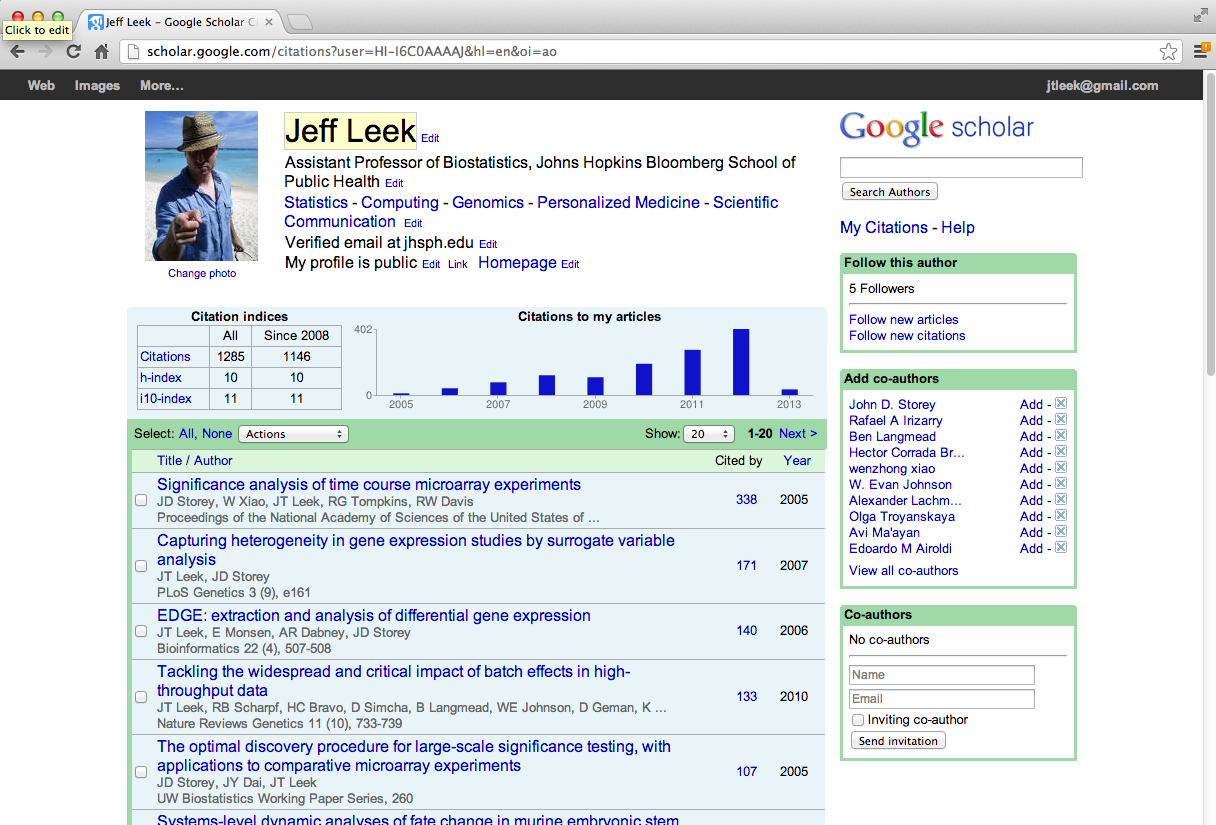 Click to edit
Jeff Leek – Google Scholar C
scholar.google.com/citations?user=HI-I6C0AAAAJ&hl=en&oi=ao
Web Images More...
jtleek@gmail.com
Jeff Leek Edit
Assistant Professor of Biostatistics, Johns Hopkins Bloomberg School of
Public Health Edit
Statistics - Computing - Genomics - Personalized Medicine - Scientific
Communication Edit
Verified email at jhsph.edu Edit
My profile is public Edit Link Homepage Edit
Change photo
Google scholar
Search Authors
My Citations - Help
Follow this author
5 Followers
Follow new articles
Follow new citations
Citation indices
All Since 2008
Citations 1285 1146
h-index 10 10
i10-index 11 11
Citations to my articles
402
0
2005 2007 2009 2011 2013
Add co-authors
John D. Storey Add -
Rafael A Irizarry Add -
Ben Langmead Add -
Hector Corrada Br... Add -
wenzhong xiao Add -
W. Evan Johnson Add -
Alexander Lachm... Add -
Olga Troyanskaya Add -
Avi Ma'ayan Add -
Edoardo M Airoldi Add -
View all co-authors
Co-authors
No co-authors
Name
Email
Inviting co-author
Send invitation
Select: All, None Actions Show: 20 1-20 Next >
Title / Author Cited by Year
Significance analysis of time course microarray experiments
JD Storey, W Xiao, JT Leek, RG Tompkins, RW Davis
Proceedings of the National Academy of Sciences of the United States of ...
338 2005
Capturing heterogeneity in gene expression studies by surrogate variable
analysis
JT Leek, JD Storey
PLoS Genetics 3 (9), e161
171 2007
EDGE: extraction and analysis of differential gene expression
JT Leek, E Monsen, AR Dabney, JD Storey
Bioinformatics 22 (4), 507-508
140 2006
Tackling the widespread and critical impact of batch effects in high-
throughput data
JT Leek, RB Scharpf, HC Bravo, D Simcha, B Langmead, WE Johnson, D Geman, K ...
Nature Reviews Genetics 11 (10), 733-739
133 2010
The optimal discovery procedure for large-scale significance testing, with
applications to comparative microarray experiments
JD Storey, JY Dai, JT Leek
UW Biostatistics Working Paper Series, 260
107 2005
Systems-level dynamic analyses of fate change in murine embryonic stem